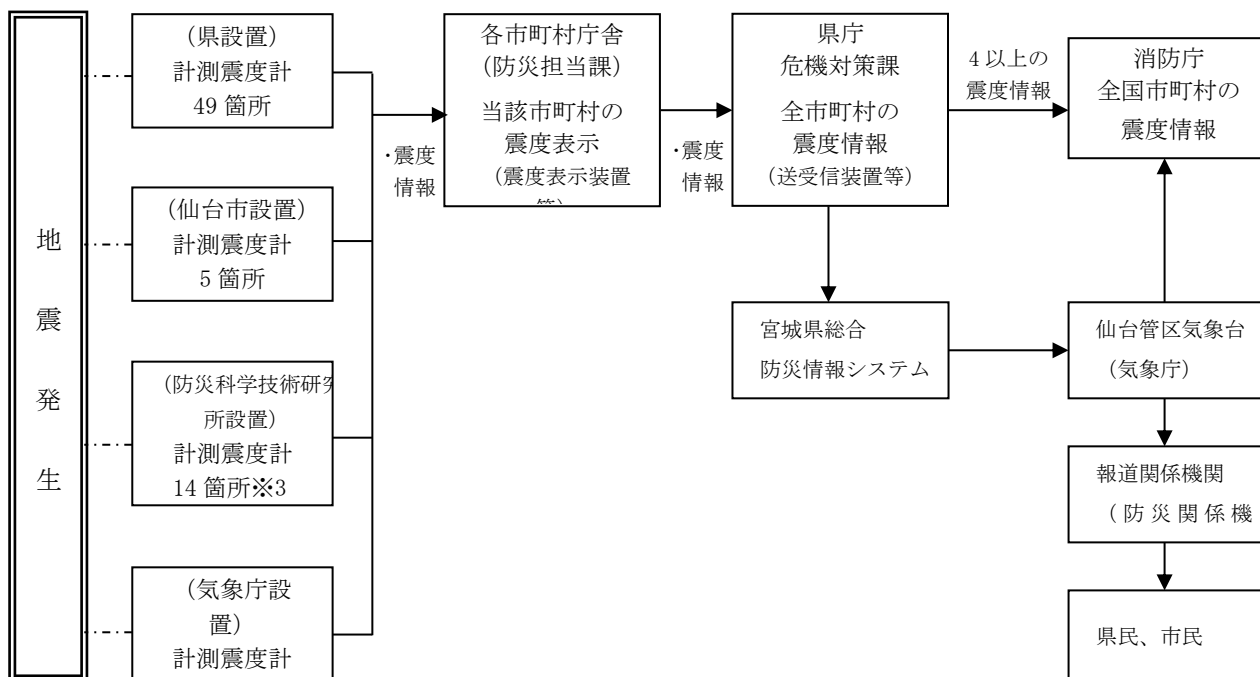 地
震
発
生
(県設置)
計測震度計
49 箇所
(仙台市設置)
計測震度計
5 箇所
(防災科学技術研究
所設置)
計測震度計
14 箇所※3
(気象庁設
置)
計測震度計
・震度
情報
各市町村庁舎
(防災担当課)
当該市町村の
震度表示
(震度表示装置
・震度
情報
県庁
危機対策課
全市町村の
震度情報
(送受信装置等)
4 以上の
震度情報
消防庁
全国市町村の
震度情報
宮城県総合
防災情報システム
仙台管区気象台
(気象庁)
報道関係機関
(防災関係機
県民、市民